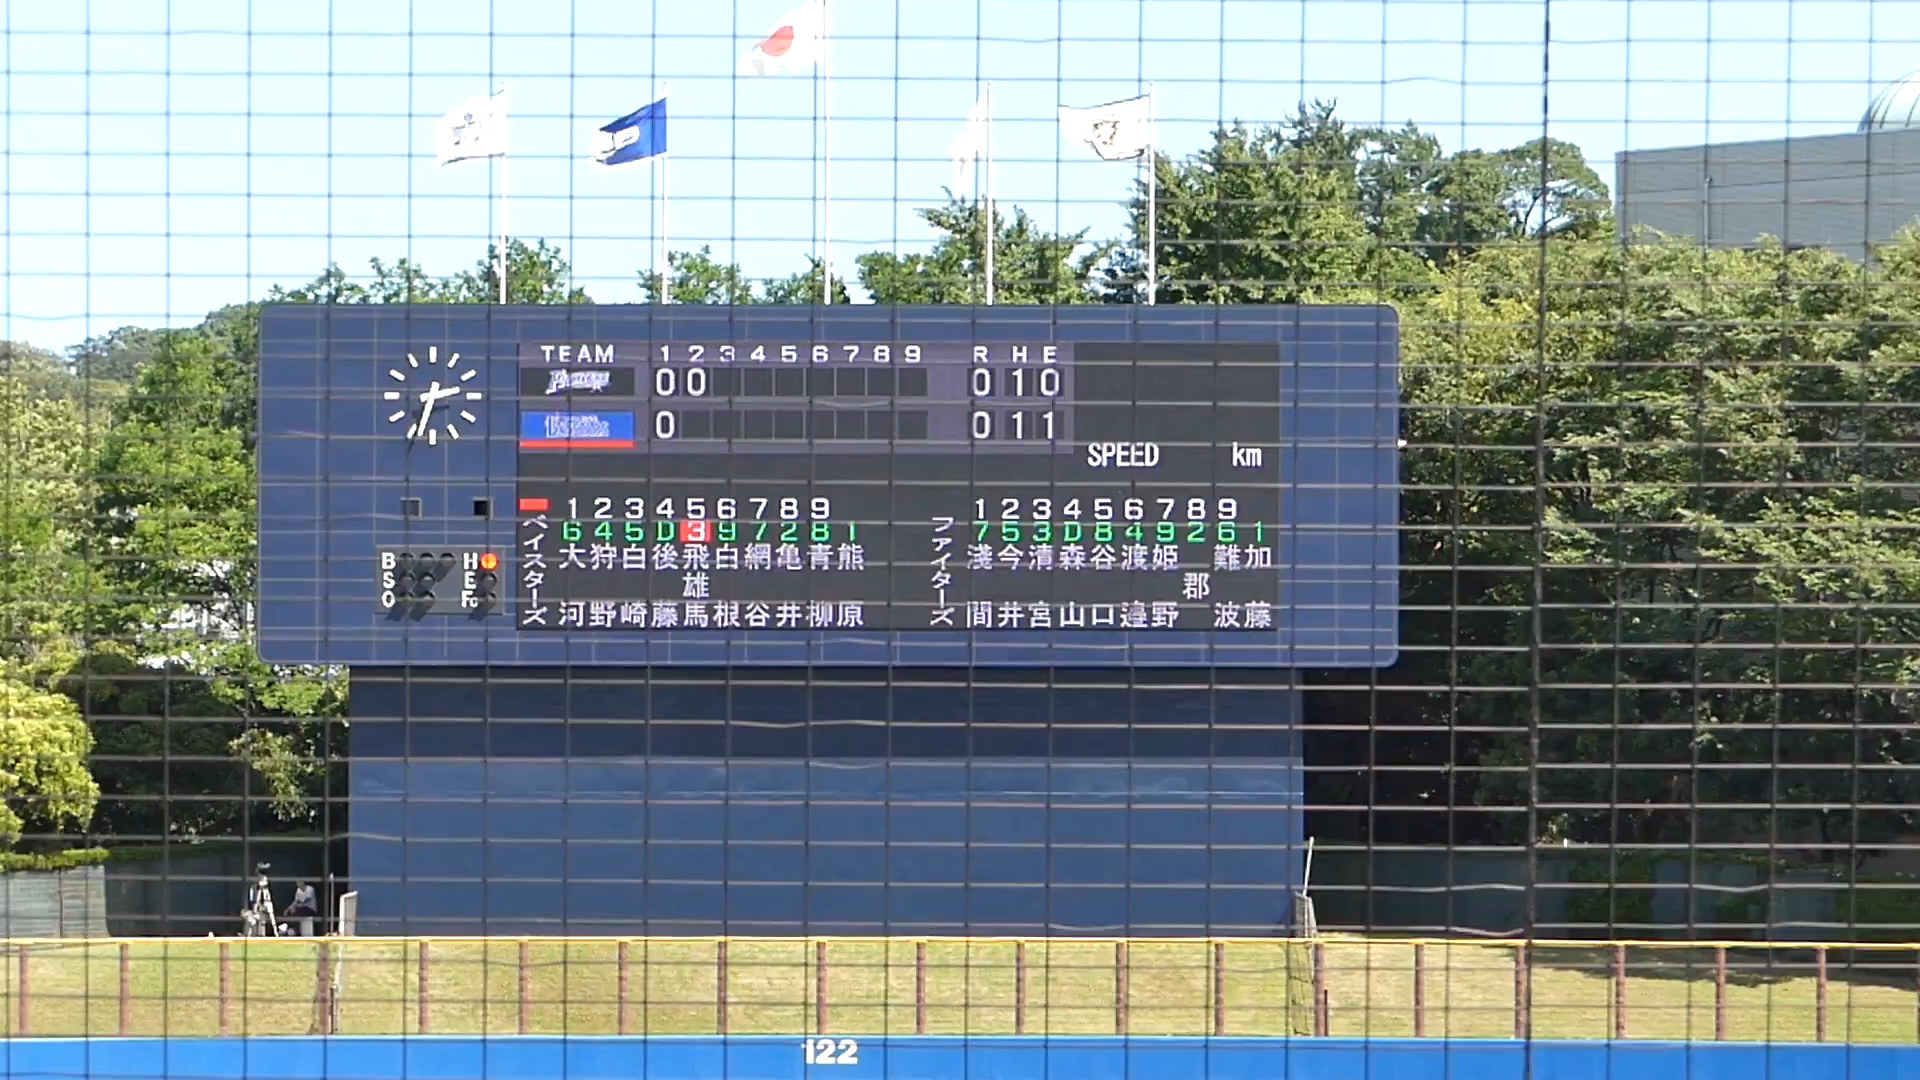 TEAM 1 2 3 4 5 6 7 8 9 R H E
0 0 0 1 0
0 0 1 1
SPEED km
1 2 3 4 5 6 7 8 9
6 4 5 D 3 9 7 2 8 1
ベイスターズ
大河
狩野
白崎
後藤
飛雄馬
白根
網谷
亀井
青柳
熊原
1 2 3 4 5 6 7 8 9
7 5 3 D 8 4 9 2 6 1
ファイターズ
淺間
今井
清宮
森山
谷口
渡邉
姫野
郡
難波
加藤
B H
S E
O Fc
122